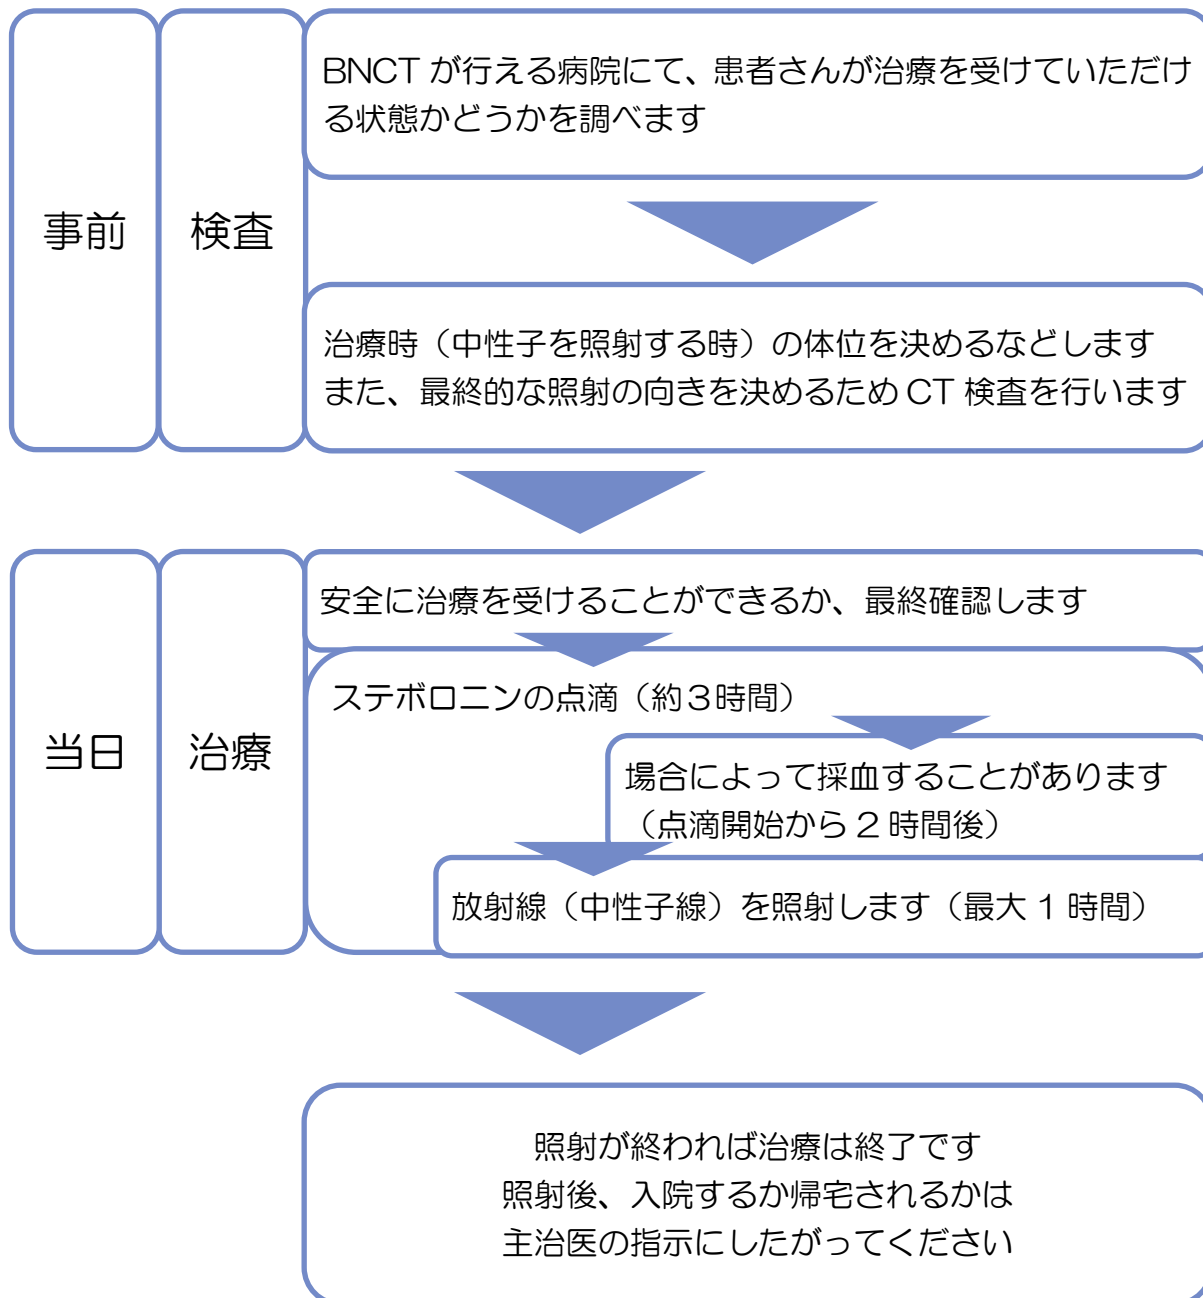 事前
検査
BNCT が行える病院にて、患者さんが治療を受けていただけ
る状態かどうかを調べます
治療時（中性子を照射する時）の体位を決めるなどします
また、最終的な照射の向きを決めるため CT 検査を行います
当日
治療
安全に治療を受けることができるか、最終確認します
ステボロニンの点滴（約３時間）
場合によって採血することがあります
（点滴開始から 2 時間後）
放射線（中性子線）を照射します（最大 1 時間）
照射が終われば治療は終了です
照射後、入院するか帰宅されるかは
主治医の指示にしたがってください